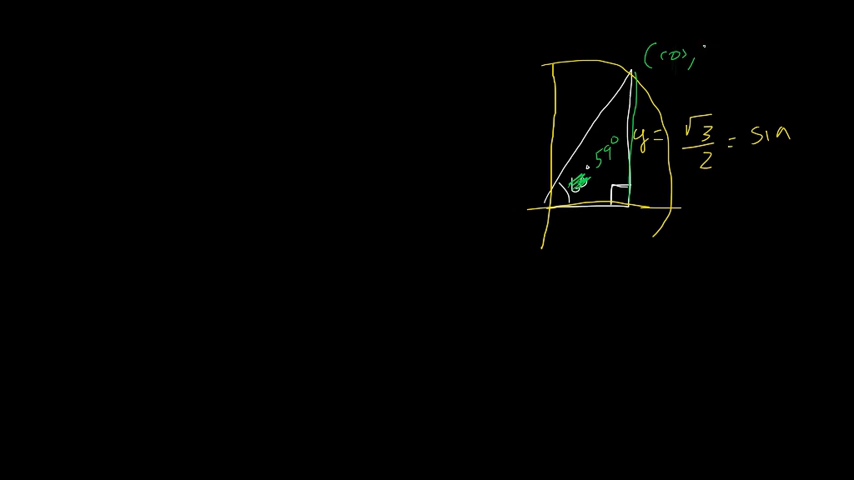 (cos,
y = √3/2 = sin
59°